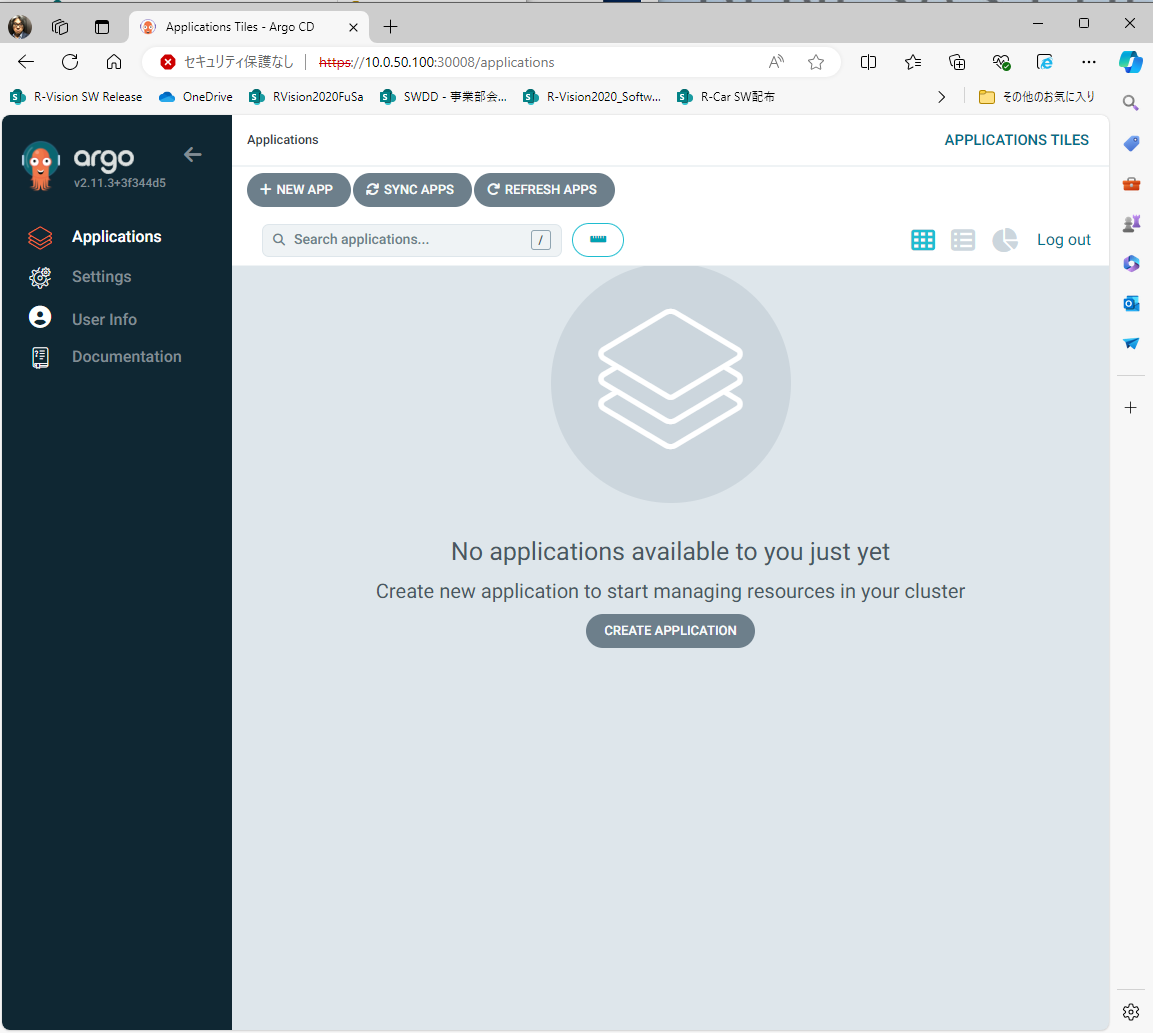 Applications Tiles - Argo CD
セキュリティ保護なし https://10.0.50.100:30008/applications
R-Vision SW Release OneDrive RVision2020FuSa SWDD - 事業部会... R-Vision2020_Softw... R-Car SW配布 その他のお気に入り
argo
v2.11.3+3f344d5
Applications
Settings
User Info
Documentation
Applications APPLICATIONS TILES
NEW APP SYNC APPS REFRESH APPS
Search applications... / Log out
No applications available to you just yet
Create new application to start managing resources in your cluster
CREATE APPLICATION